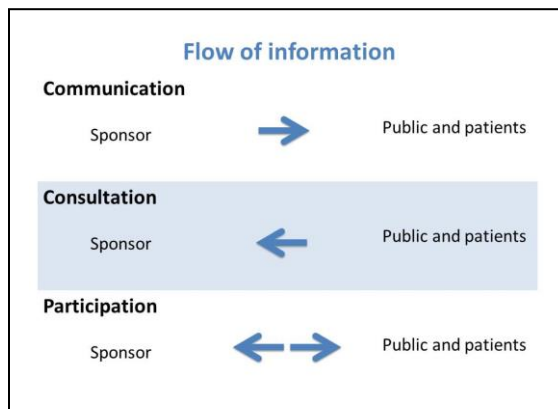 Flow of information
Communication
Sponsor Public and patients
Consultation
Sponsor Public and patients
Participation
Sponsor Public and patients